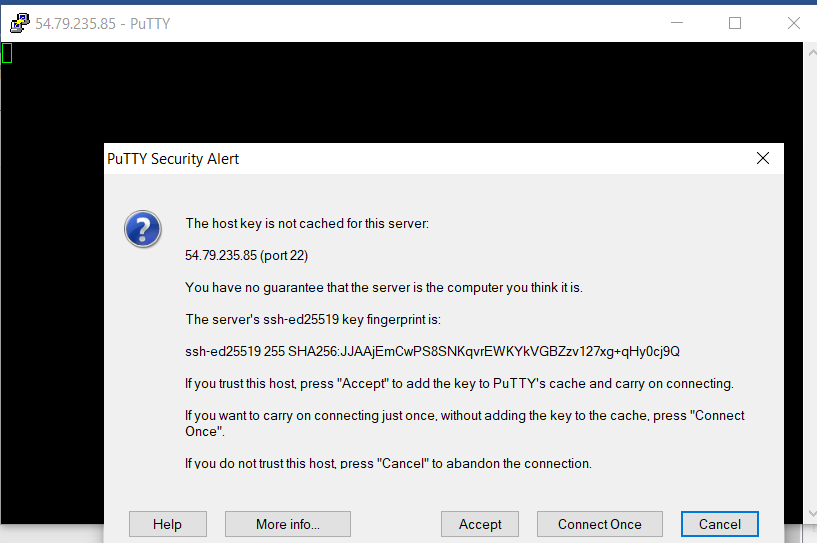 54.79.235.85 - PuTTY
PuTTY Security Alert
The host key is not cached for this server:
54.79.235.85 (port 22)
You have no guarantee that the server is the computer you think it is.
The server's ssh-ed25519 key fingerprint is:
ssh-ed25519 255 SHA256:JJAAjEmCwPS8SNKqvrEWKYkVGBZzv127xg+qHy0cj9Q
If you trust this host, press "Accept" to add the key to PuTTY's cache and carry on connecting.
If you want to carry on connecting just once, without adding the key to the cache, press "Connect
Once".
If you do not trust this host, press "Cancel" to abandon the connection.
Help More info... Accept Connect Once Cancel